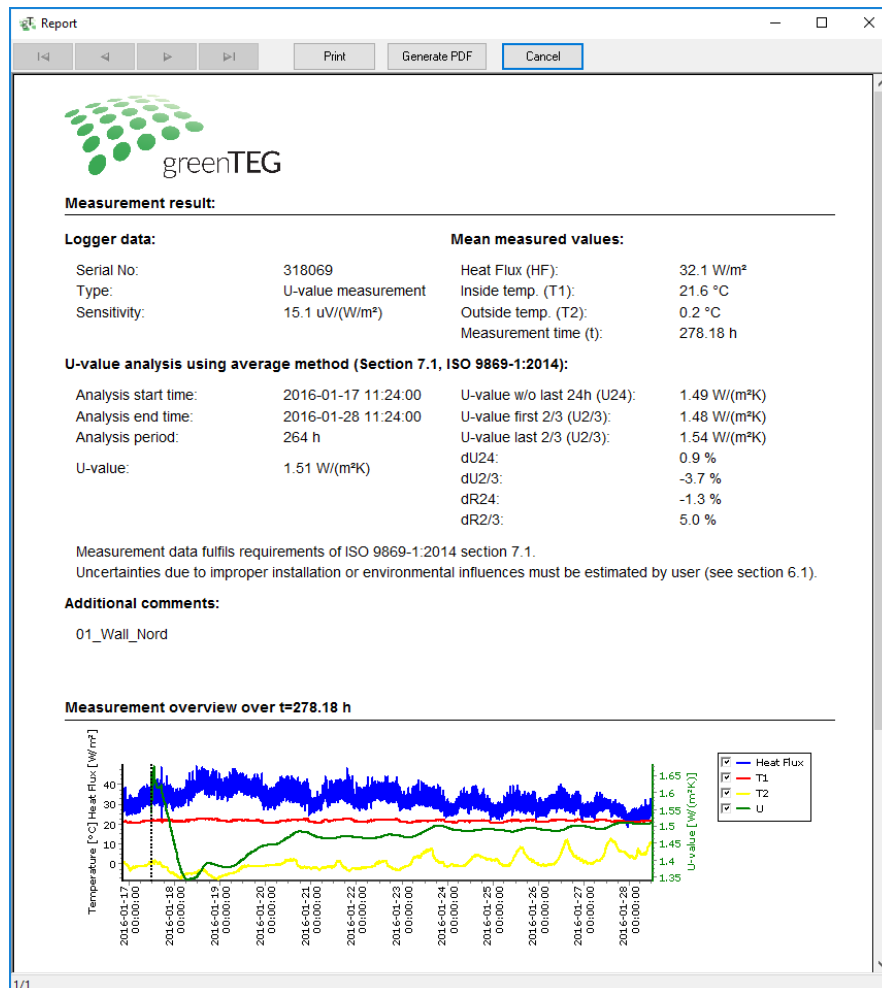 Report
Print Generate PDF Cancel
greenTEG
Measurement result:
Logger data: Mean measured values:
Serial No: 318069 Heat Flux (HF): 32.1 W/m²
Type: U-value measurement Inside temp. (T1): 21.6 °C
Sensitivity: 15.1 uV/(W/m²) Outside temp. (T2): 0.2 °C
Measurement time (t): 278.18 h
U-value analysis using average method (Section 7.1, ISO 9869-1:2014):
Analysis start time: 2016-01-17 11:24:00 U-value w/o last 24h (U24): 1.49 W/(m²K)
Analysis end time: 2016-01-28 11:24:00 U-value first 2/3 (U2/3): 1.48 W/(m²K)
Analysis period: 264 h U-value last 2/3 (U2/3): 1.54 W/(m²K)
dU24: 0.9 %
U-value: 1.51 W/(m²K) dU2/3: -3.7 %
dR24: -1.3 %
dR2/3: 5.0 %
Measurement data fulfils requirements of ISO 9869-1:2014 section 7.1.
Uncertainties due to improper installation or environmental influences must be estimated by user (see section 6.1).
Additional comments:
01_Wall_Nord
Measurement overview over t=278.18 h
Temperature [°C] Heat Flux [W/m²]
40
30
20
10
0
1.65
1.6
1.55
1.5
1.45
1.4
1.35
U-value [W/(m²K)]
Heat Flux
T1
T2
U
2016-01-17 00:00:00
2016-01-18 00:00:00
2016-01-19 00:00:00
2016-01-20 00:00:00
2016-01-21 00:00:00
2016-01-22 00:00:00
2016-01-23 00:00:00
2016-01-24 00:00:00
2016-01-25 00:00:00
2016-01-26 00:00:00
2016-01-27 00:00:00
2016-01-28 00:00:00
1/1